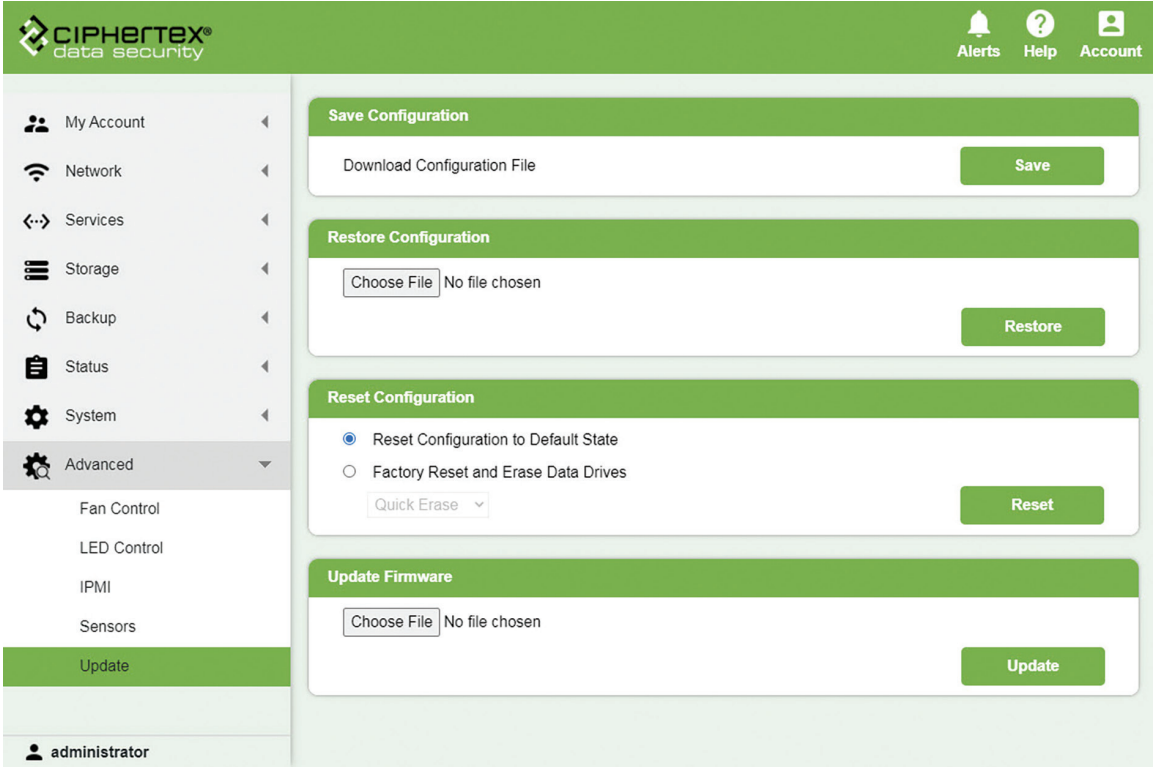 CIPHERTEX®
data security
Alerts Help Account
My Account
Network
Services
Storage
Backup
Status
System
Advanced
Fan Control
LED Control
IPMI
Sensors
Update
administrator
Save Configuration
Download Configuration File
Save
Restore Configuration
Choose File No file chosen
Restore
Reset Configuration
Reset Configuration to Default State
Factory Reset and Erase Data Drives
Quick Erase
Reset
Update Firmware
Choose File No file chosen
Update